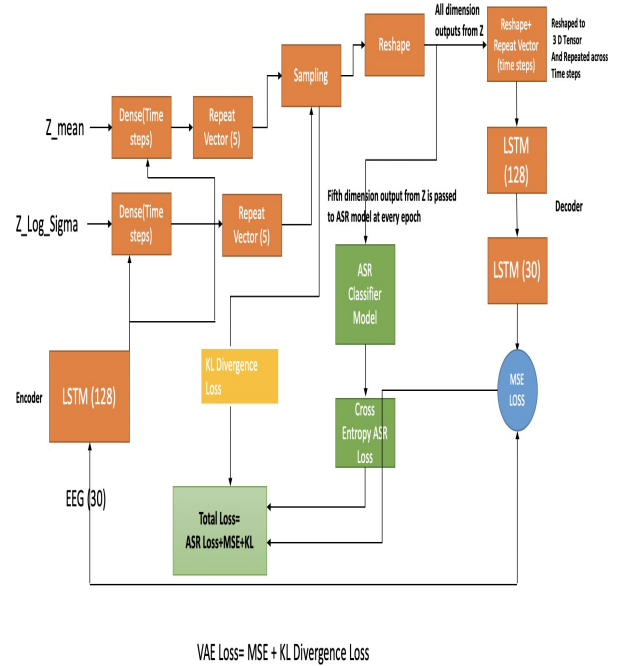 All dimension
outputs from Z
Reshape+
Repeat Vector
(time steps)
Reshaped to
3 D Tensor
And Repeated across
Time steps
Reshape
Sampling
Dense(Time
steps)
Repeat
Vector (5)
Z_mean
LSTM
(128)
Fifth dimension output from Z is passed
to ASR model at every epoch
Decoder
Z_Log_Sigma
Dense(Time
steps)
Repeat
Vector (5)
ASR
Classifier
Model
LSTM (30)
KL Divergence
Loss
Encoder
LSTM (128)
MSE
LOSS
Cross
Entropy ASR
Loss
EEG (30)
Total Loss=
ASR Loss+MSE+KL
VAE Loss= MSE + KL Divergence Loss